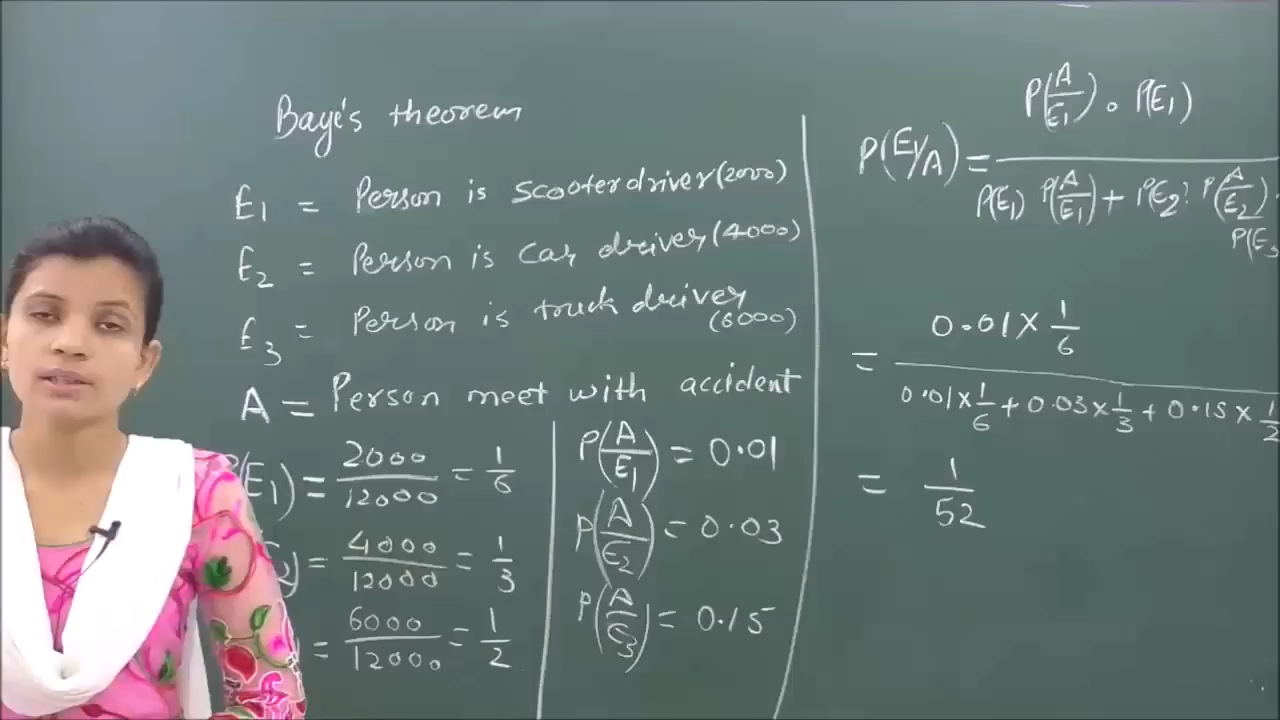 Baye's theorem
E1 = Person is scooter driver (2000)
E2 = Person is car driver (4000)
E3 = Person is truck driver
(6000)
A = Person meet with accident
P(E1) = 2000/12000 = 1/6
2) = 4000/12000 = 1/3
= 6000/12000 = 1/2
P(A/E1) = 0.01
P(A/E2) = 0.03
P(A/E3) = 0.15
P(E1/A) = P(A/E1) . P(E1) / P(E1) P(A/E1) + P(E2) . P(A/E2)
P(E3
= 0.01 × 1/6 / 0.01 × 1/6 + 0.03 × 1/3 + 0.15 × 1/2
= 1/52